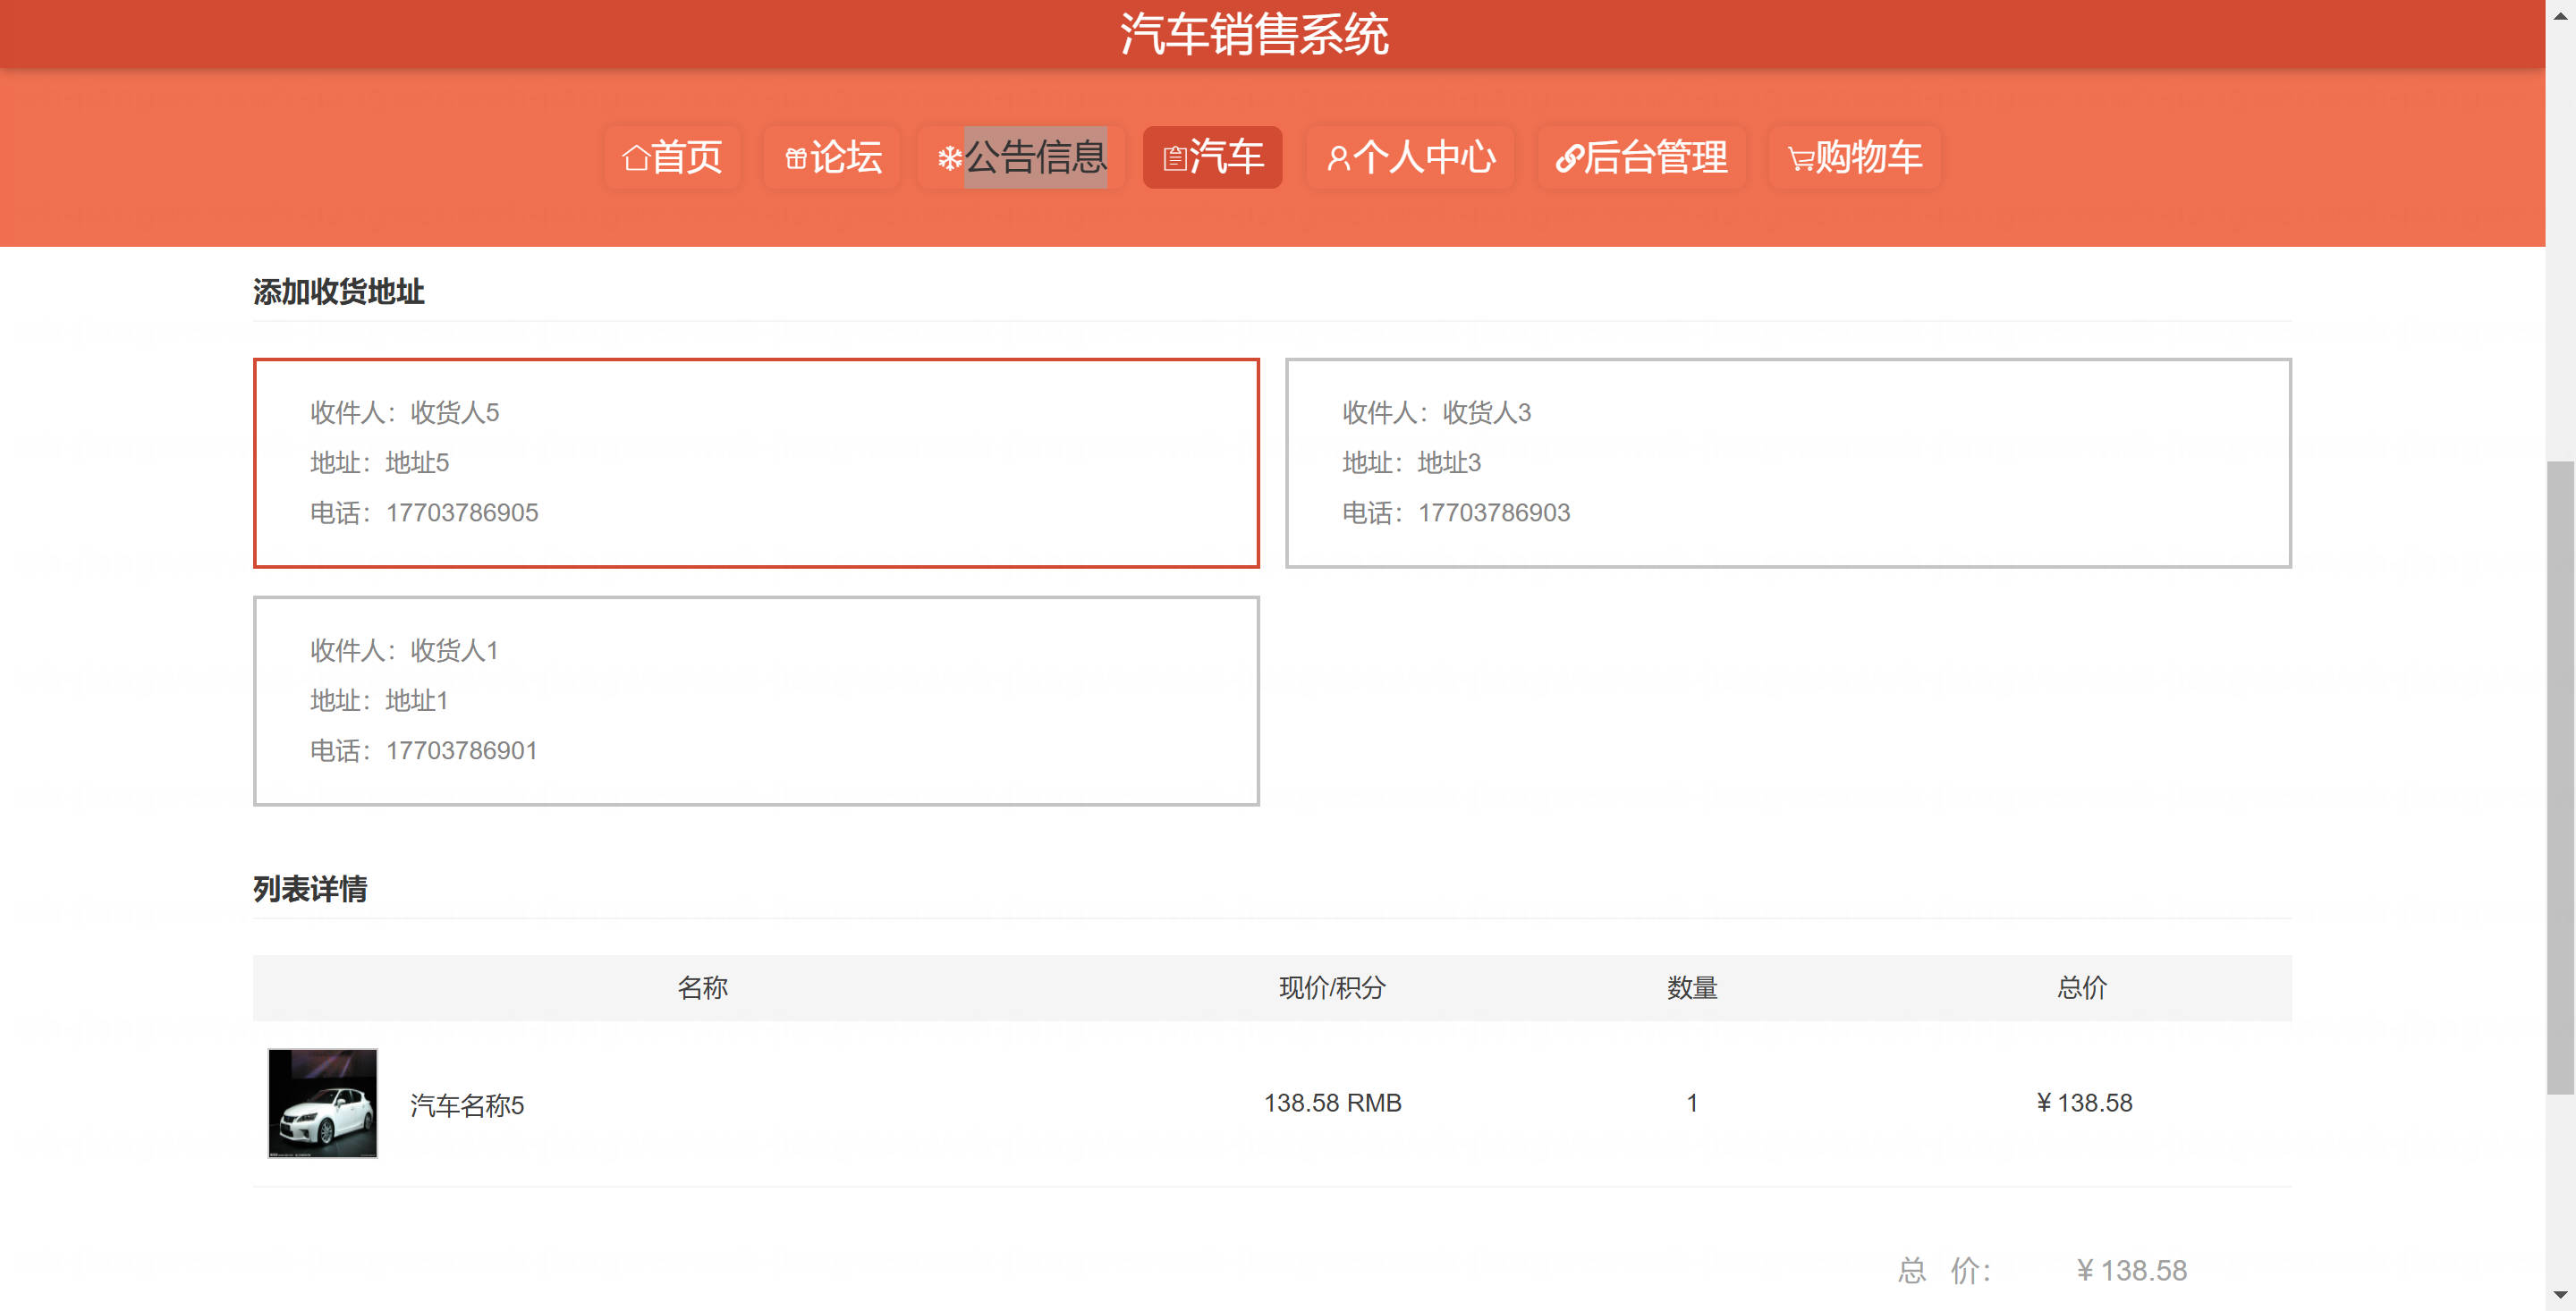 汽车销售系统
首页 论坛 公告信息 汽车 个人中心 后台管理 购物车
添加收货地址
收件人：收货人5
地址：地址5
电话：17703786905
收件人：收货人3
地址：地址3
电话：17703786903
收件人：收货人1
地址：地址1
电话：17703786901
列表详情
名称 现价/积分 数量 总价
汽车名称5 138.58 RMB 1 ¥ 138.58
总 价： ¥ 138.58